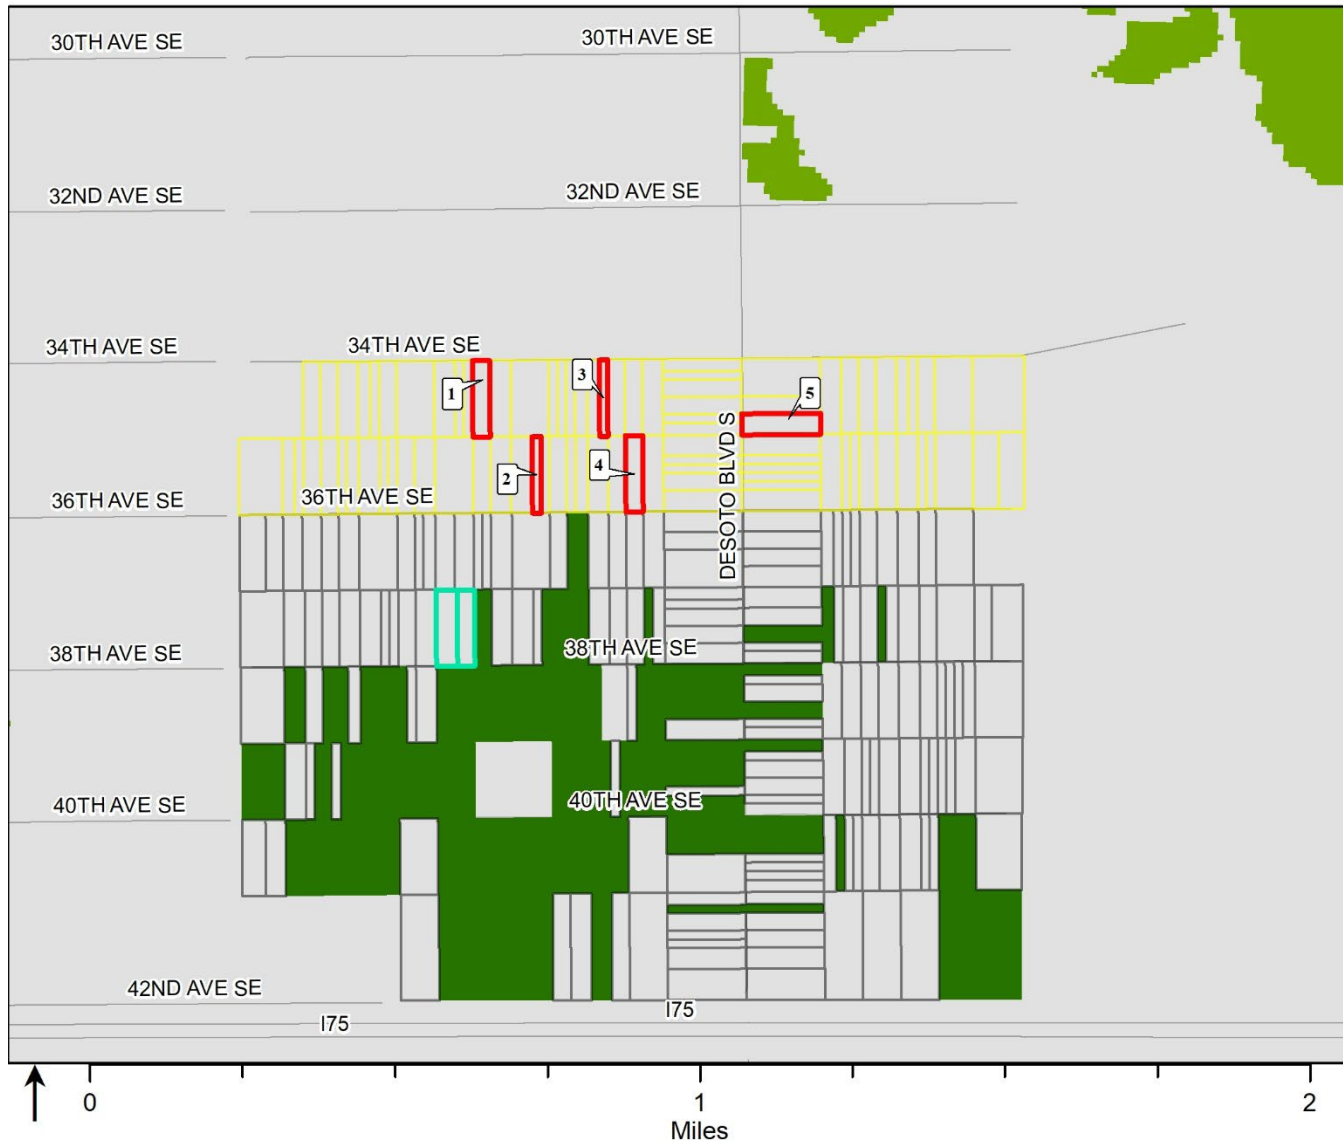 30TH AVE SE
30TH AVE SE
32ND AVE SE
32ND AVE SE
34TH AVE SE
34TH AVE SE
1
3
5
2
4
DESOTO BLVD S
36TH AVE SE
36TH AVE SE
38TH AVE SE
38TH AVE SE
40TH AVE SE
40TH AVE SE
42ND AVE SE
I75
I75
0
1
2
Miles